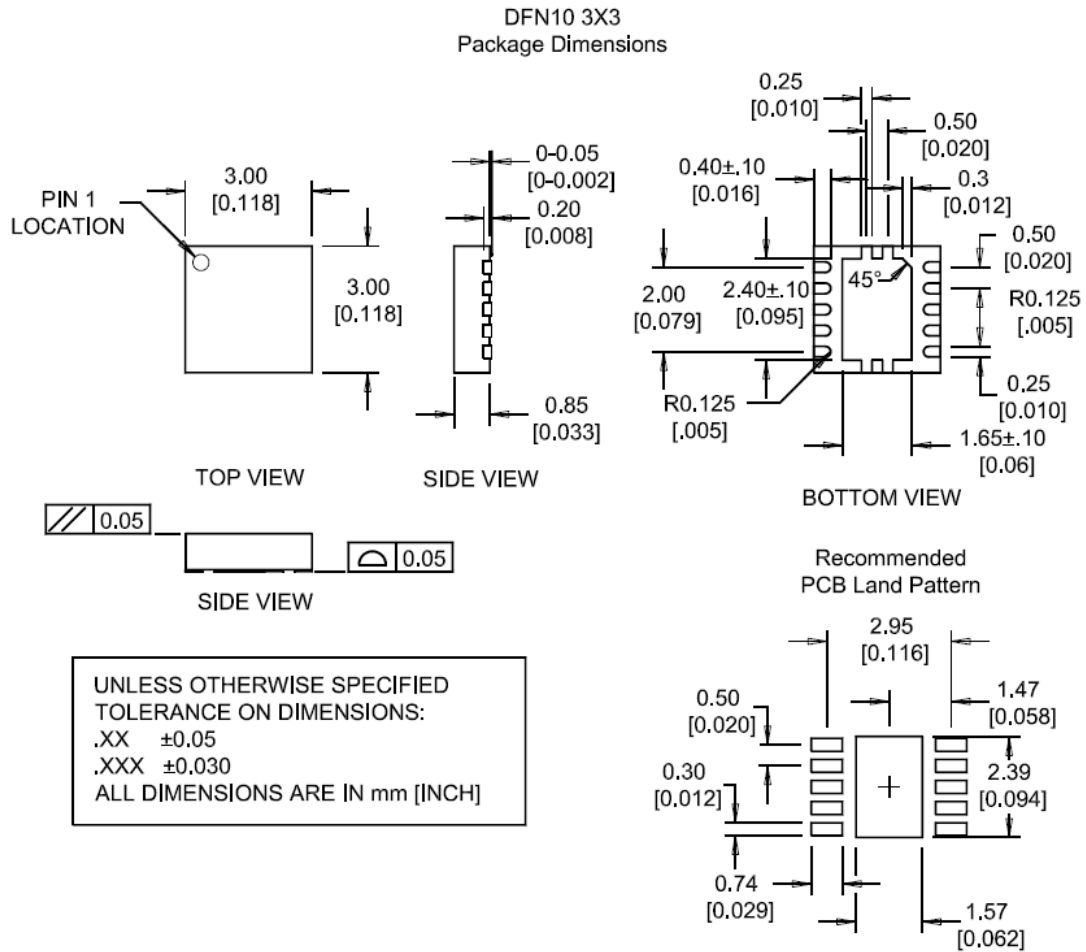 DFN10 3X3
Package Dimensions
PIN 1
LOCATION
3.00
[0.118]
3.00
[0.118]
TOP VIEW
0-0.05
[0-0.002]
0.20
[0.008]
0.85
[0.033]
SIDE VIEW
0.25
[0.010]
0.50
[0.020]
0.40±.10
[0.016]
0.3
[0.012]
0.50
[0.020]
45°
2.00
[0.079]
2.40±.10
[0.095]
R0.125
[.005]
R0.125
[.005]
0.25
[0.010]
1.65±.10
[0.06]
BOTTOM VIEW
// 0.05
⌓ 0.05
SIDE VIEW
UNLESS OTHERWISE SPECIFIED
TOLERANCE ON DIMENSIONS:
.XX ±0.05
.XXX ±0.030
ALL DIMENSIONS ARE IN mm [INCH]
Recommended
PCB Land Pattern
2.95
[0.116]
1.47
[0.058]
0.50
[0.020]
0.30
[0.012]
2.39
[0.094]
0.74
[0.029]
1.57
[0.062]